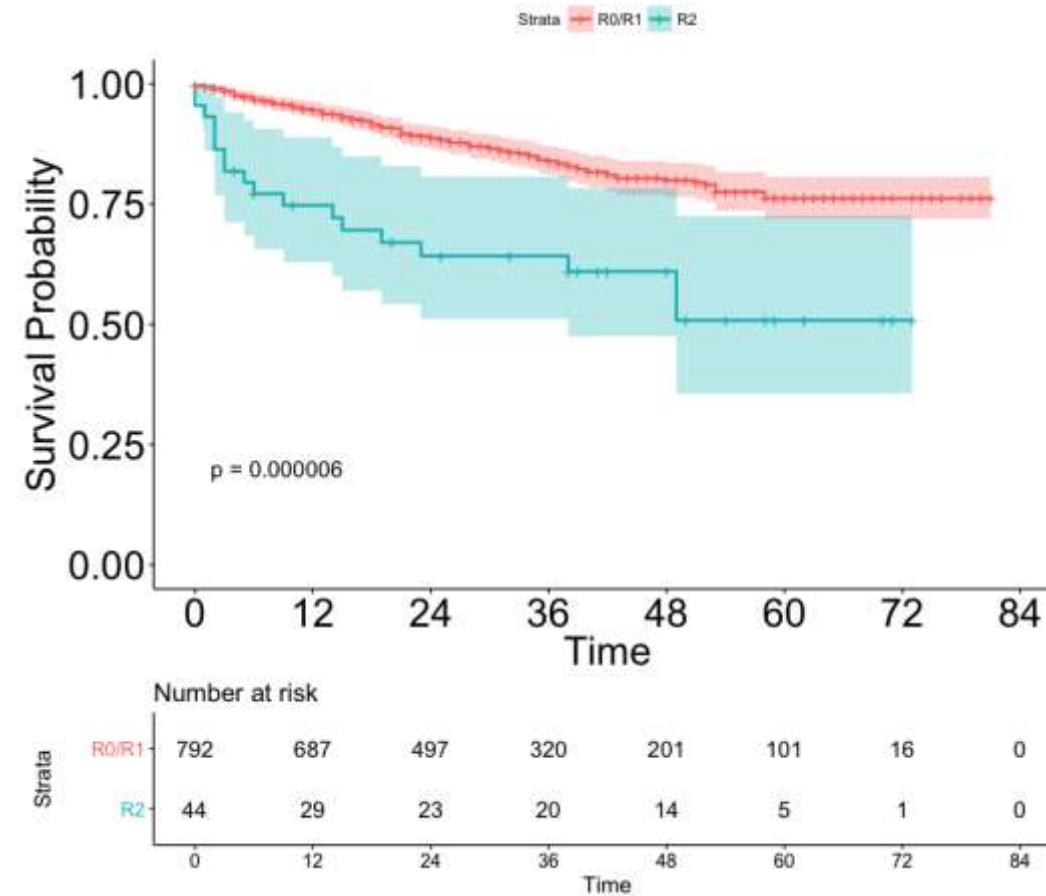 Strata R0/R1 R2
1.00
0.75
0.50
0.25
0.00
Survival Probability
p = 0.000006
0 12 24 36 48 60 72 84
Time
Number at risk
Strata
R0/R1 792 687 497 320 201 101 16 0
R2 44 29 23 20 14 5 1 0
0 12 24 36 48 60 72 84
Time